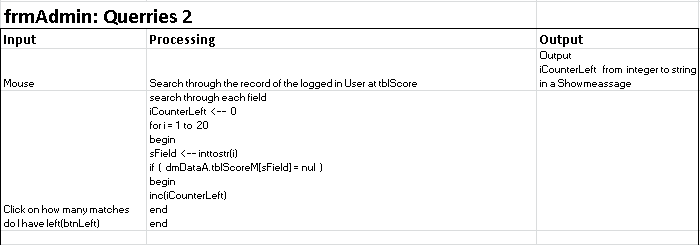 frmAdmin: Querries 2
Input Processing Output
Output
iCounterLeft from integer to string
Mouse Search through the record of the logged in User at tblScore in a Showmeassage
search through each field
iCounterLeft <-- 0
for i = 1 to 20
begin
sField <-- inttostr(i)
if ( dmDataA.tblScoreM[sField] = nul )
begin
inc(iCounterLeft)
Click on how many matches end
do I have left(btnLeft) end